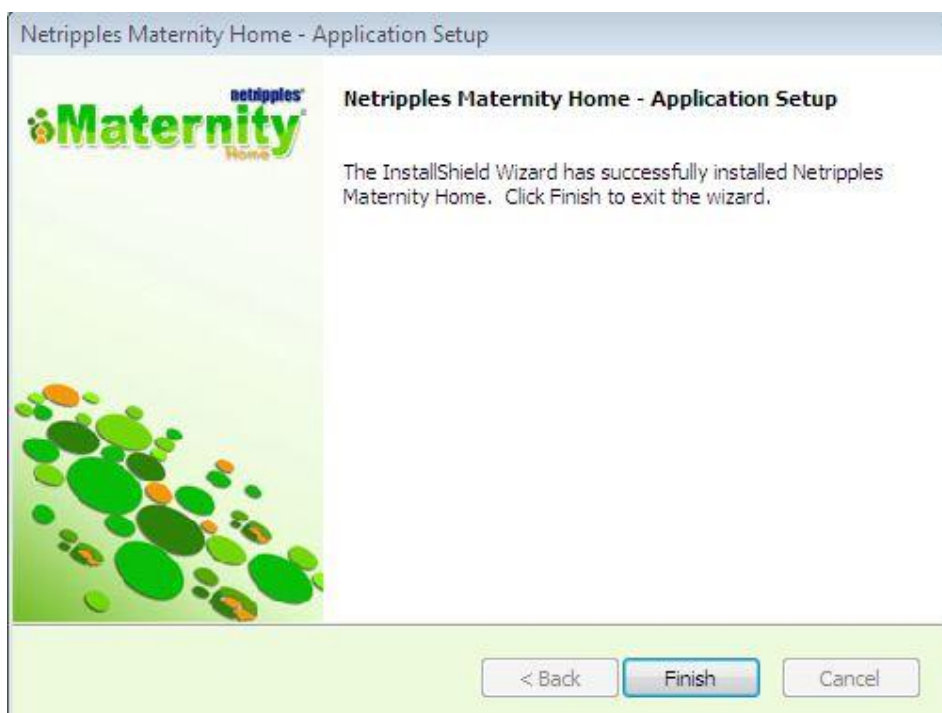 Netripples Maternity Home - Application Setup
netripples
Maternity
Home
Netripples Maternity Home - Application Setup
The InstallShield Wizard has successfully installed Netripples
Maternity Home.  Click Finish to exit the wizard.
< Back
Finish
Cancel